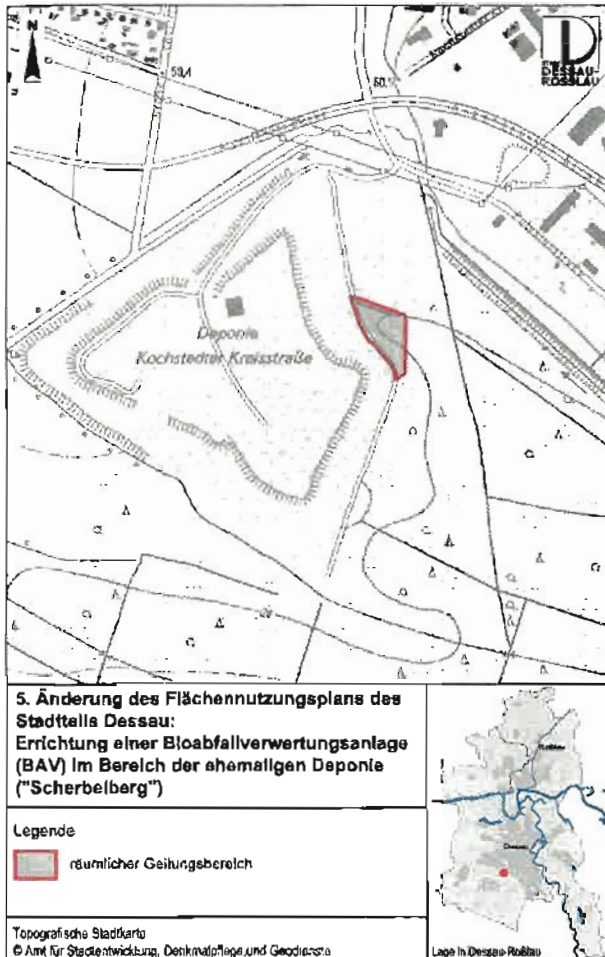 N
53,4
60,1
D
DESSAU-
ROSSLAU
Deponie
Kochstedter Kreisstraße
5. Änderung des Flächennutzungsplans des
Stadtteils Dessau:
Errichtung einer Bioabfallverwertungsanlage
(BAV) im Bereich der ehemaligen Deponie
("Scherbelberg")
Legende
räumlicher Geltungsbereich
Topografische Stadtkarte
© Amt für Stadtentwicklung, Denkmalpflege und Geodienste
Roßlau
Dessau
Lage in Dessau-Roßlau